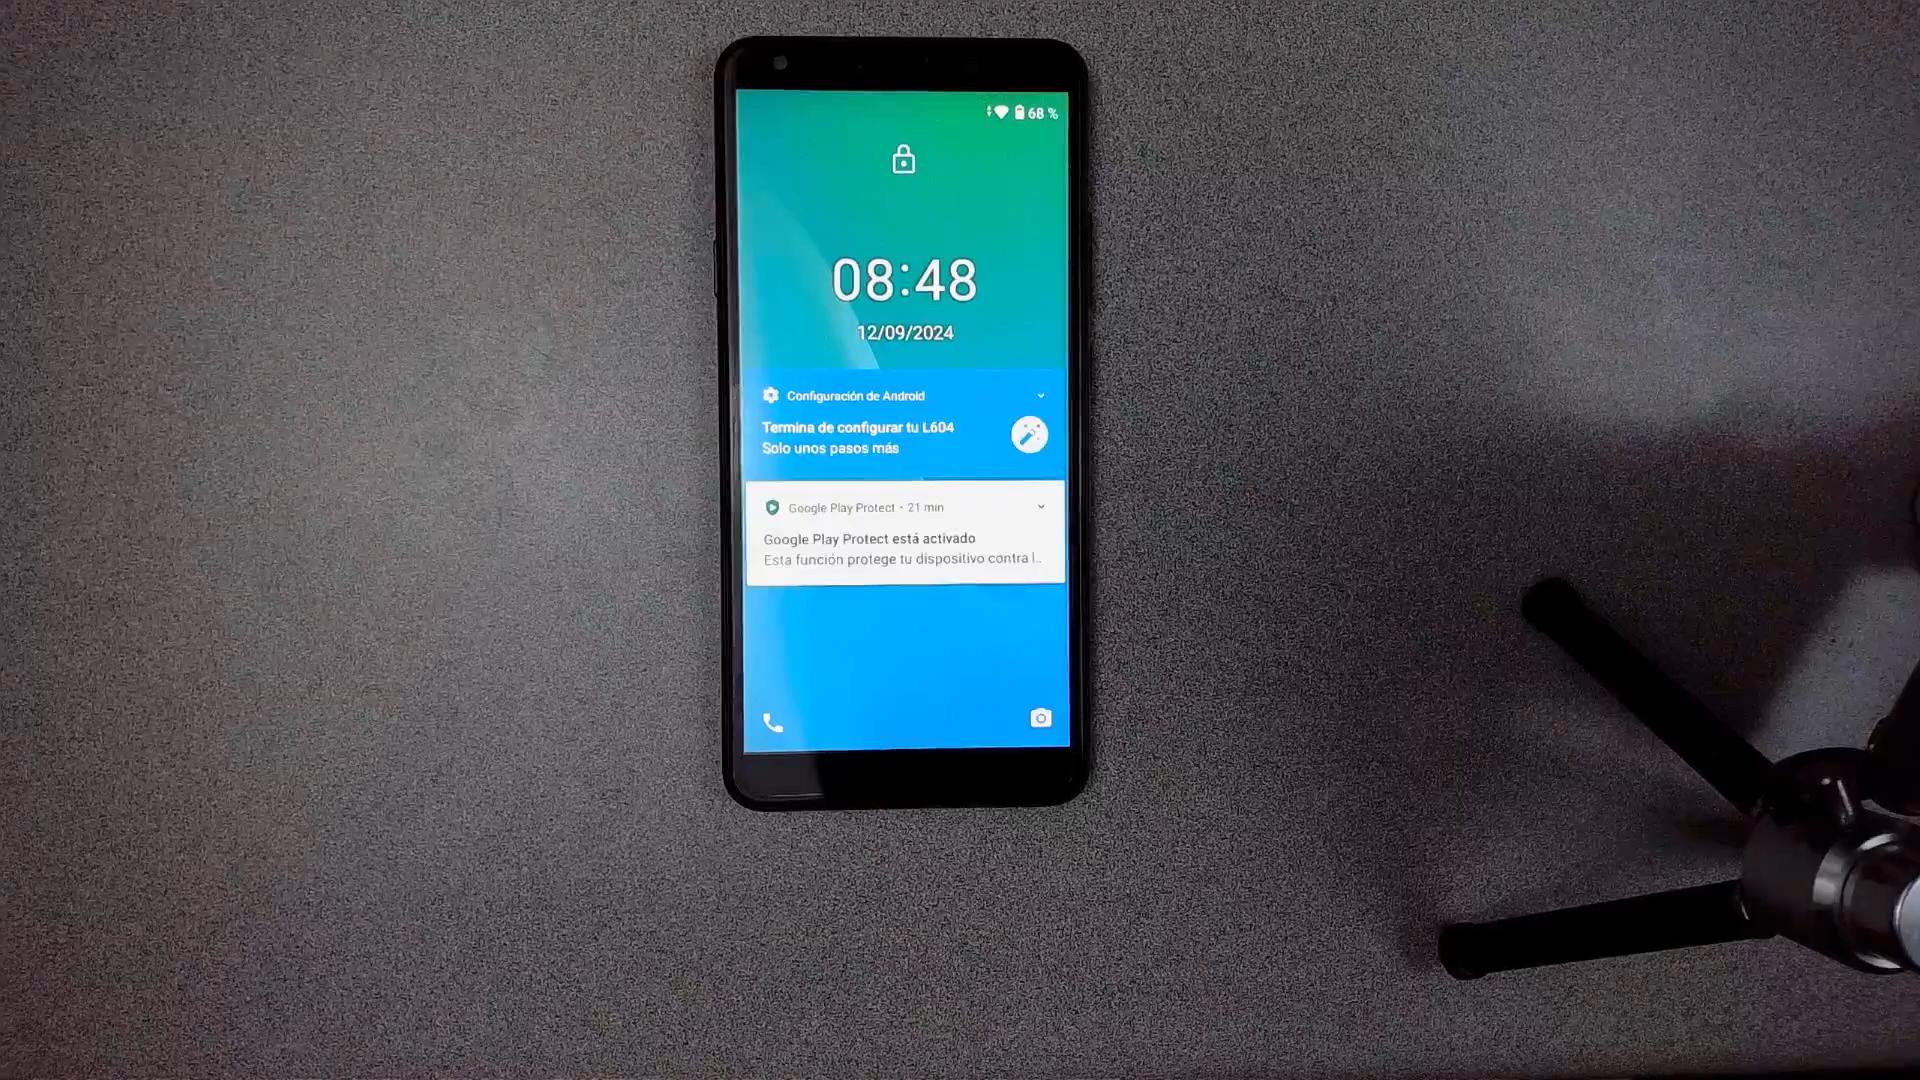 68 %
08:48
12/09/2024
Configuración de Android
Termina de configurar tu L604
Solo unos pasos más
Google Play Protect • 21 min
Google Play Protect está activado
Esta función protege tu dispositivo contra l..